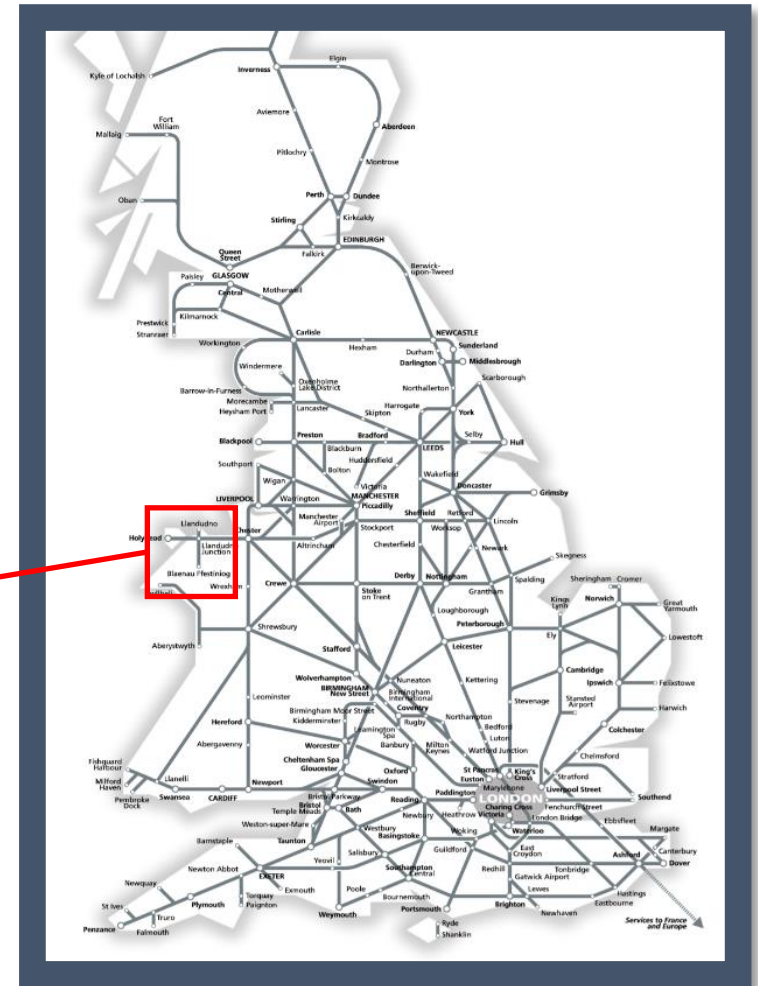 Elgin
Kyle of Lochalsh
Inverness
Aviemore
Fort
William
Aberdeen
Mallaig
Pitlochry
Montrose
Perth
Dundee
Oban
Stirling
Kirkcaldy
EDINBURGH
Queen
Street
Falkirk
GLASGOW
Berwick-
upon-Tweed
Paisley
Central
Motherwell
Kilmarnock
Prestwick
Stranraer
Carlisle
NEWCASTLE
Workington
Hexham
Sunderland
Durham
Darlington
Middlesbrough
Windermere
Scarborough
Oxenholme
Lake District
Barrow-in-Furness
Northallerton
Morecambe
Heysham Port
Lancaster
Harrogate
York
Skipton
Blackpool
Preston
Bradford
Selby
Hull
Blackburn
LEEDS
Southport
Huddersfield
Bolton
Wakefield
Wigan
Victoria
Doncaster
LIVERPOOL
Warrington
MANCHESTER
Piccadilly
Grimsby
Llandudno
Manchester
Airport
Sheffield
Retford
Lincoln
Stockport
Worksop
Altrincham
Chesterfield
Junction
Newark
Skegness
Blaenau Ffestiniog
Wrexham
Crewe
Stoke
on Trent
Derby
Nottingham
Grantham
Spalding
Sheringham
Cromer
Kings
Lynn
Norwich
Great
Yarmouth
Loughborough
Shrewsbury
Peterborough
Ely
Lowestoft
Aberystwyth
Stafford
Leicester
Cambridge
Wolverhampton
Nuneaton
Kettering
Ipswich
Felixstowe
BIRMINGHAM
New Street
Birmingham
International
Leominster
Coventry
Stevenage
Stansted
Airport
Harwich
Birmingham Moor Street
Kidderminster
Rugby
Northampton
Hereford
Leamington
Spa
Bedford
Colchester
Abergavenny
Worcester
Banbury
Milton
Keynes
Luton
Watford Junction
Chelmsford
Cheltenham Spa
Gloucester
Fishguard
Harbour
Oxford
St Pancras
Euston
King's
Cross
Stratford
Milford
Haven
Llanelli
Swindon
Marylebone
Liverpool Street
Pembroke
Dock
Swansea
CARDIFF
Newport
Bristol Parkway
Reading
Paddington
LONDON
Southend
Bristol
Temple Meads
Bath
Newbury
Heathrow
Charing Cross
Victoria
Fenchurch Street
London Bridge
Ebbsfleet
Weston-super-Mare
Westbury
Basingstoke
Woking
Waterloo
Margate
Barnstaple
Taunton
Guildford
East
Croydon
Canterbury
Newton Abbot
Yeovil
Salisbury
Ashford
Dover
EXETER
Southampton
Central
Redhill
Gatwick Airport
Tonbridge
Newquay
Exmouth
Poole
Lewes
Hastings
Torquay
Paignton
Bournemouth
Eastbourne
St Ives
Plymouth
Weymouth
Portsmouth
Brighton
Newhaven
Truro
Penzance
Falmouth
Ryde
Shanklin
Services to France
and Europe